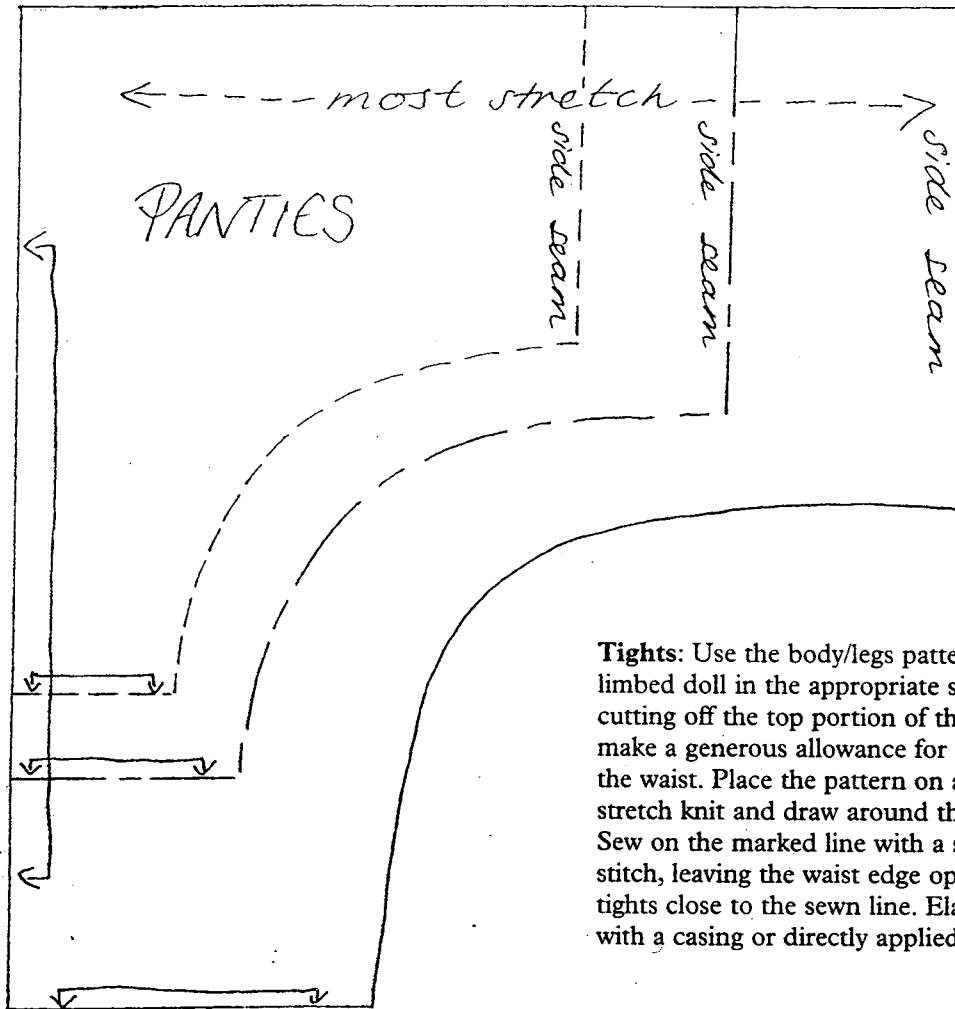 most stretch
side seam
side seam
side seam
PANTIES
Tights: Use the body/legs patte
limbed doll in the appropriate s
cutting off the top portion of th
make a generous allowance for
the waist. Place the pattern on a
stretch knit and draw around th
Sew on the marked line with a s
stitch, leaving the waist edge op
tights close to the sewn line. Ela
with a casing or directly applied